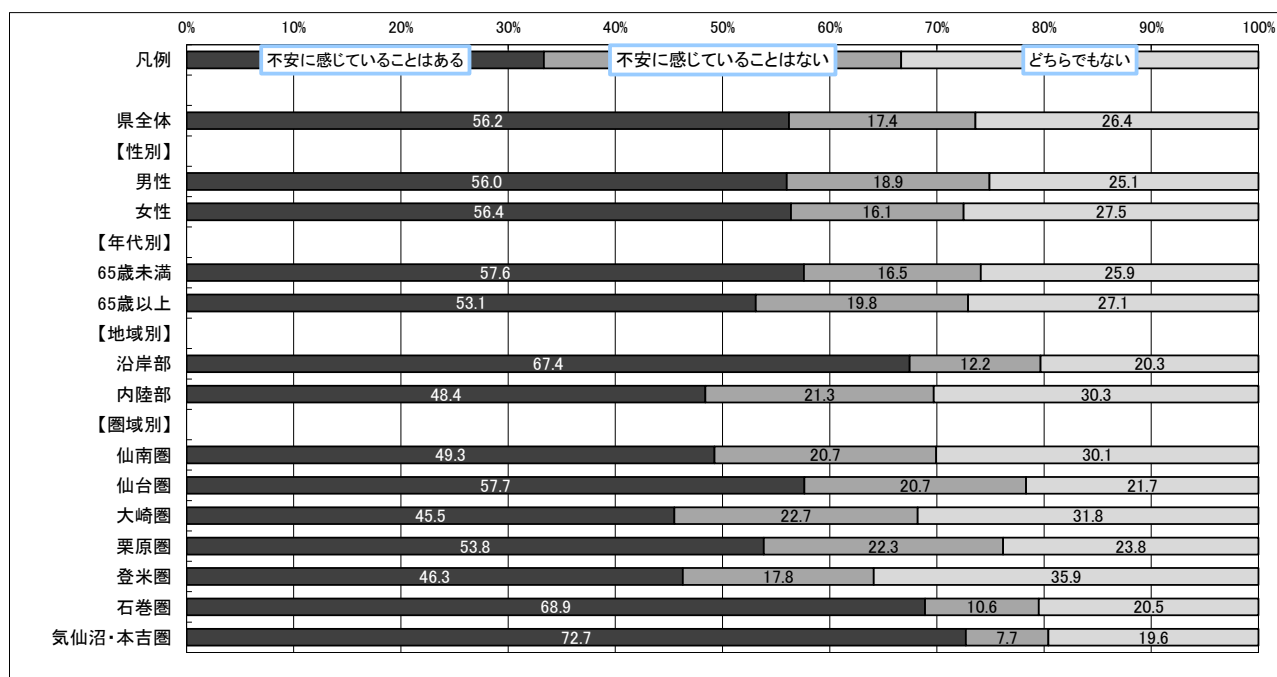 0% 10% 20% 30% 40% 50% 60% 70% 80% 90% 100%
凡例 不安に感じていることはある 不安に感じていることはない どちらでもない
県全体 56.2 17.4 26.4
【性別】
男性 56.0 18.9 25.1
女性 56.4 16.1 27.5
【年代別】
65歳未満 57.6 16.5 25.9
65歳以上 53.1 19.8 27.1
【地域別】
沿岸部 67.4 12.2 20.3
内陸部 48.4 21.3 30.3
【圏域別】
仙南圏 49.3 20.7 30.1
仙台圏 57.7 20.7 21.7
大崎圏 45.5 22.7 31.8
栗原圏 53.8 22.3 23.8
登米圏 46.3 17.8 35.9
石巻圏 68.9 10.6 20.5
気仙沼・本吉圏 72.7 7.7 19.6